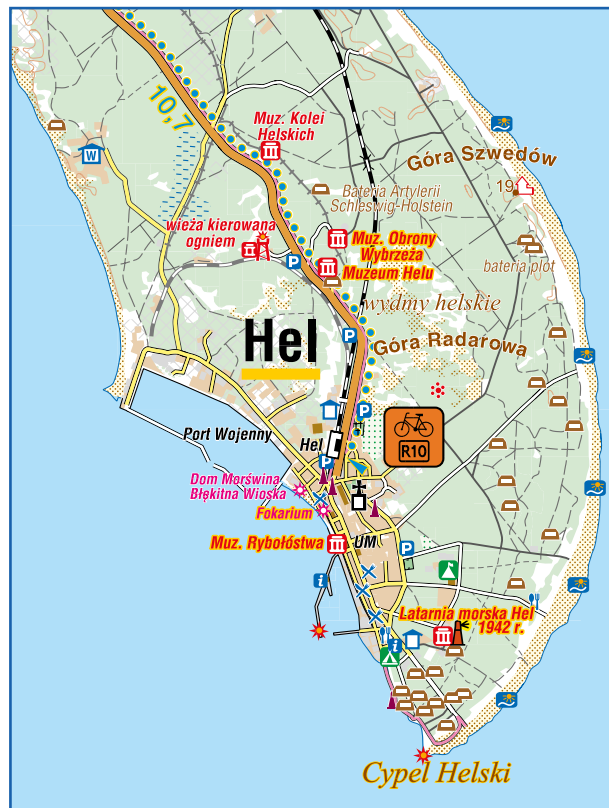 10,7
Muz. Kolei
Helskich
W
Góra Szwedów
19
Bateria Artylerii
Schleswig-Holstein
wieża kierowana
ogniem
Muz. Obrony
Wybrzeża
Muzeum Helu
P
bateria plot
wydmy helskie
P
Góra Radarowa
Hel
P
R10
Port Wojenny
Hel
P
Dom Morświna
Błękitna Wioska
Fokarium
Muz. Rybołóstwa
UM
P
i
Latarnia morska Hel
1942 r.
i
Cypel Helski